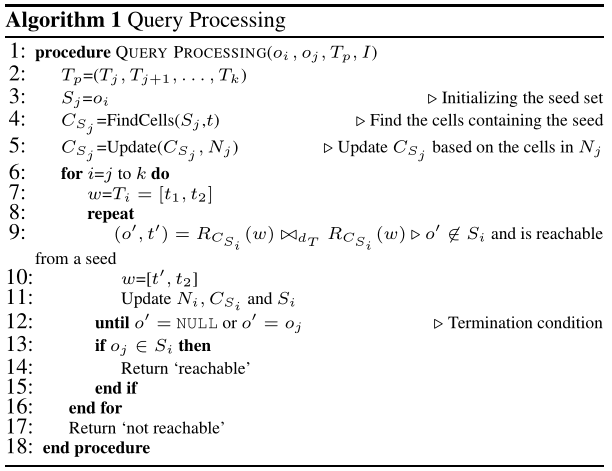 Algorithm 1 Query Processing
1: procedure QUERY PROCESSING(o_i, o_j, T_p, I)
2: T_p=(T_j, T_{j+1}, . . . , T_k)
3: S_j=o_i ▷ Initializing the seed set
4: C_{S_j}=FindCells(S_j,t) ▷ Find the cells containing the seed
5: C_{S_j}=Update(C_{S_j}, N_j) ▷ Update C_{S_j} based on the cells in N_j
6: for i=j to k do
7: w=T_i = [t_1, t_2]
8: repeat
9: (o′, t′) = R_{C_{S_i}}(w) ⋈_{d_T} R_{C_{S_i}}(w) ▷ o′ ∉ S_i and is reachable
from a seed
10: w=[t′, t_2]
11: Update N_i, C_{S_i} and S_i
12: until o′ = NULL or o′ = o_j ▷ Termination condition
13: if o_j ∈ S_i then
14: Return ‘reachable’
15: end if
16: end for
17: Return ‘not reachable’
18: end procedure